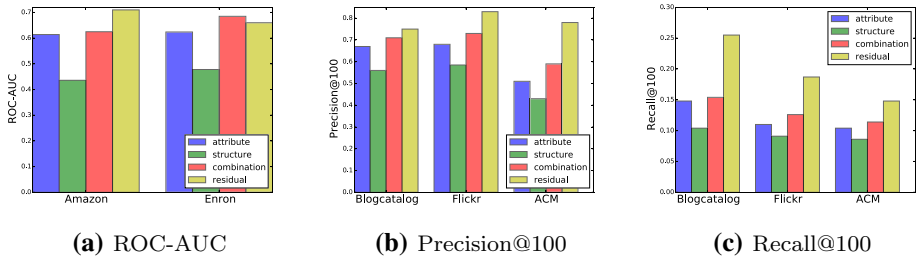 ROC-AUC
0.7
0.6
0.5
0.4
0.3
0.2
0.1
0.0
Amazon
Enron
attribute
structure
combination
residual
(a) ROC-AUC
Precision@100
0.8
0.7
0.6
0.5
0.4
0.3
0.2
0.1
0.0
Blogcatalog
Flickr
ACM
attribute
structure
combination
residual
(b) Precision@100
Recall@100
0.30
0.25
0.20
0.15
0.10
0.05
0.00
Blogcatalog
Flickr
ACM
attribute
structure
combination
residual
(c) Recall@100